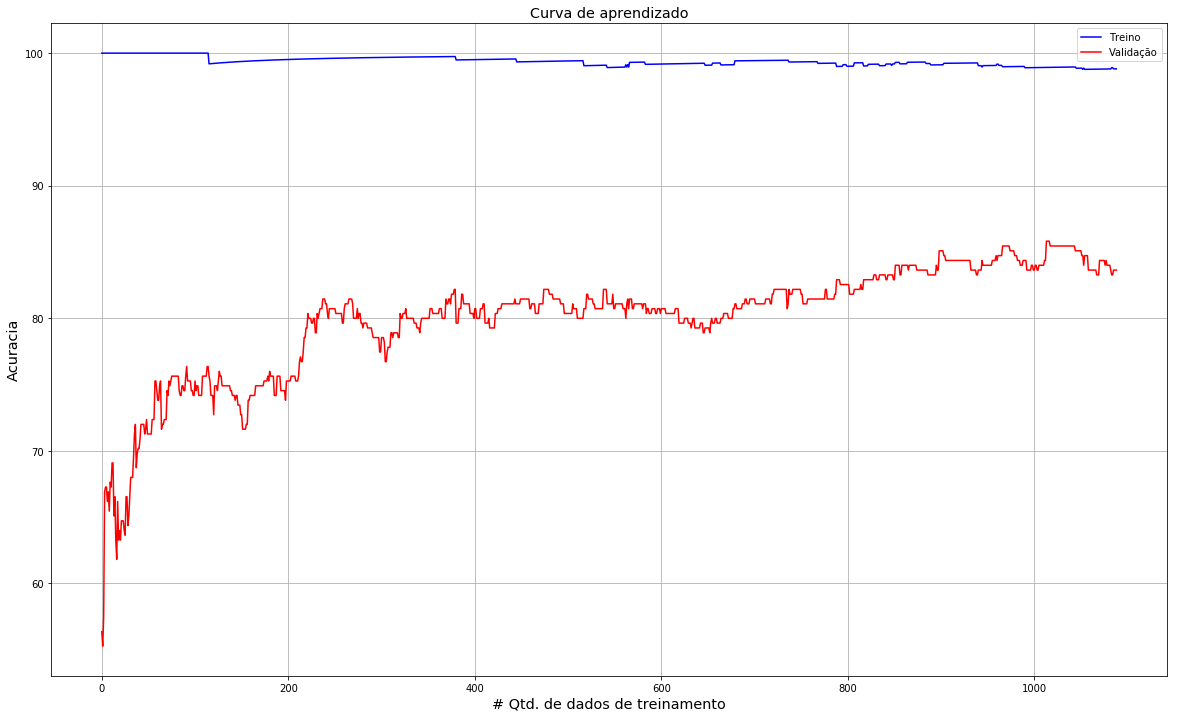 Curva de aprendizado
Treino
Validação
100
90
80
70
60
Acuracia
0 200 400 600 800 1000
# Qtd. de dados de treinamento